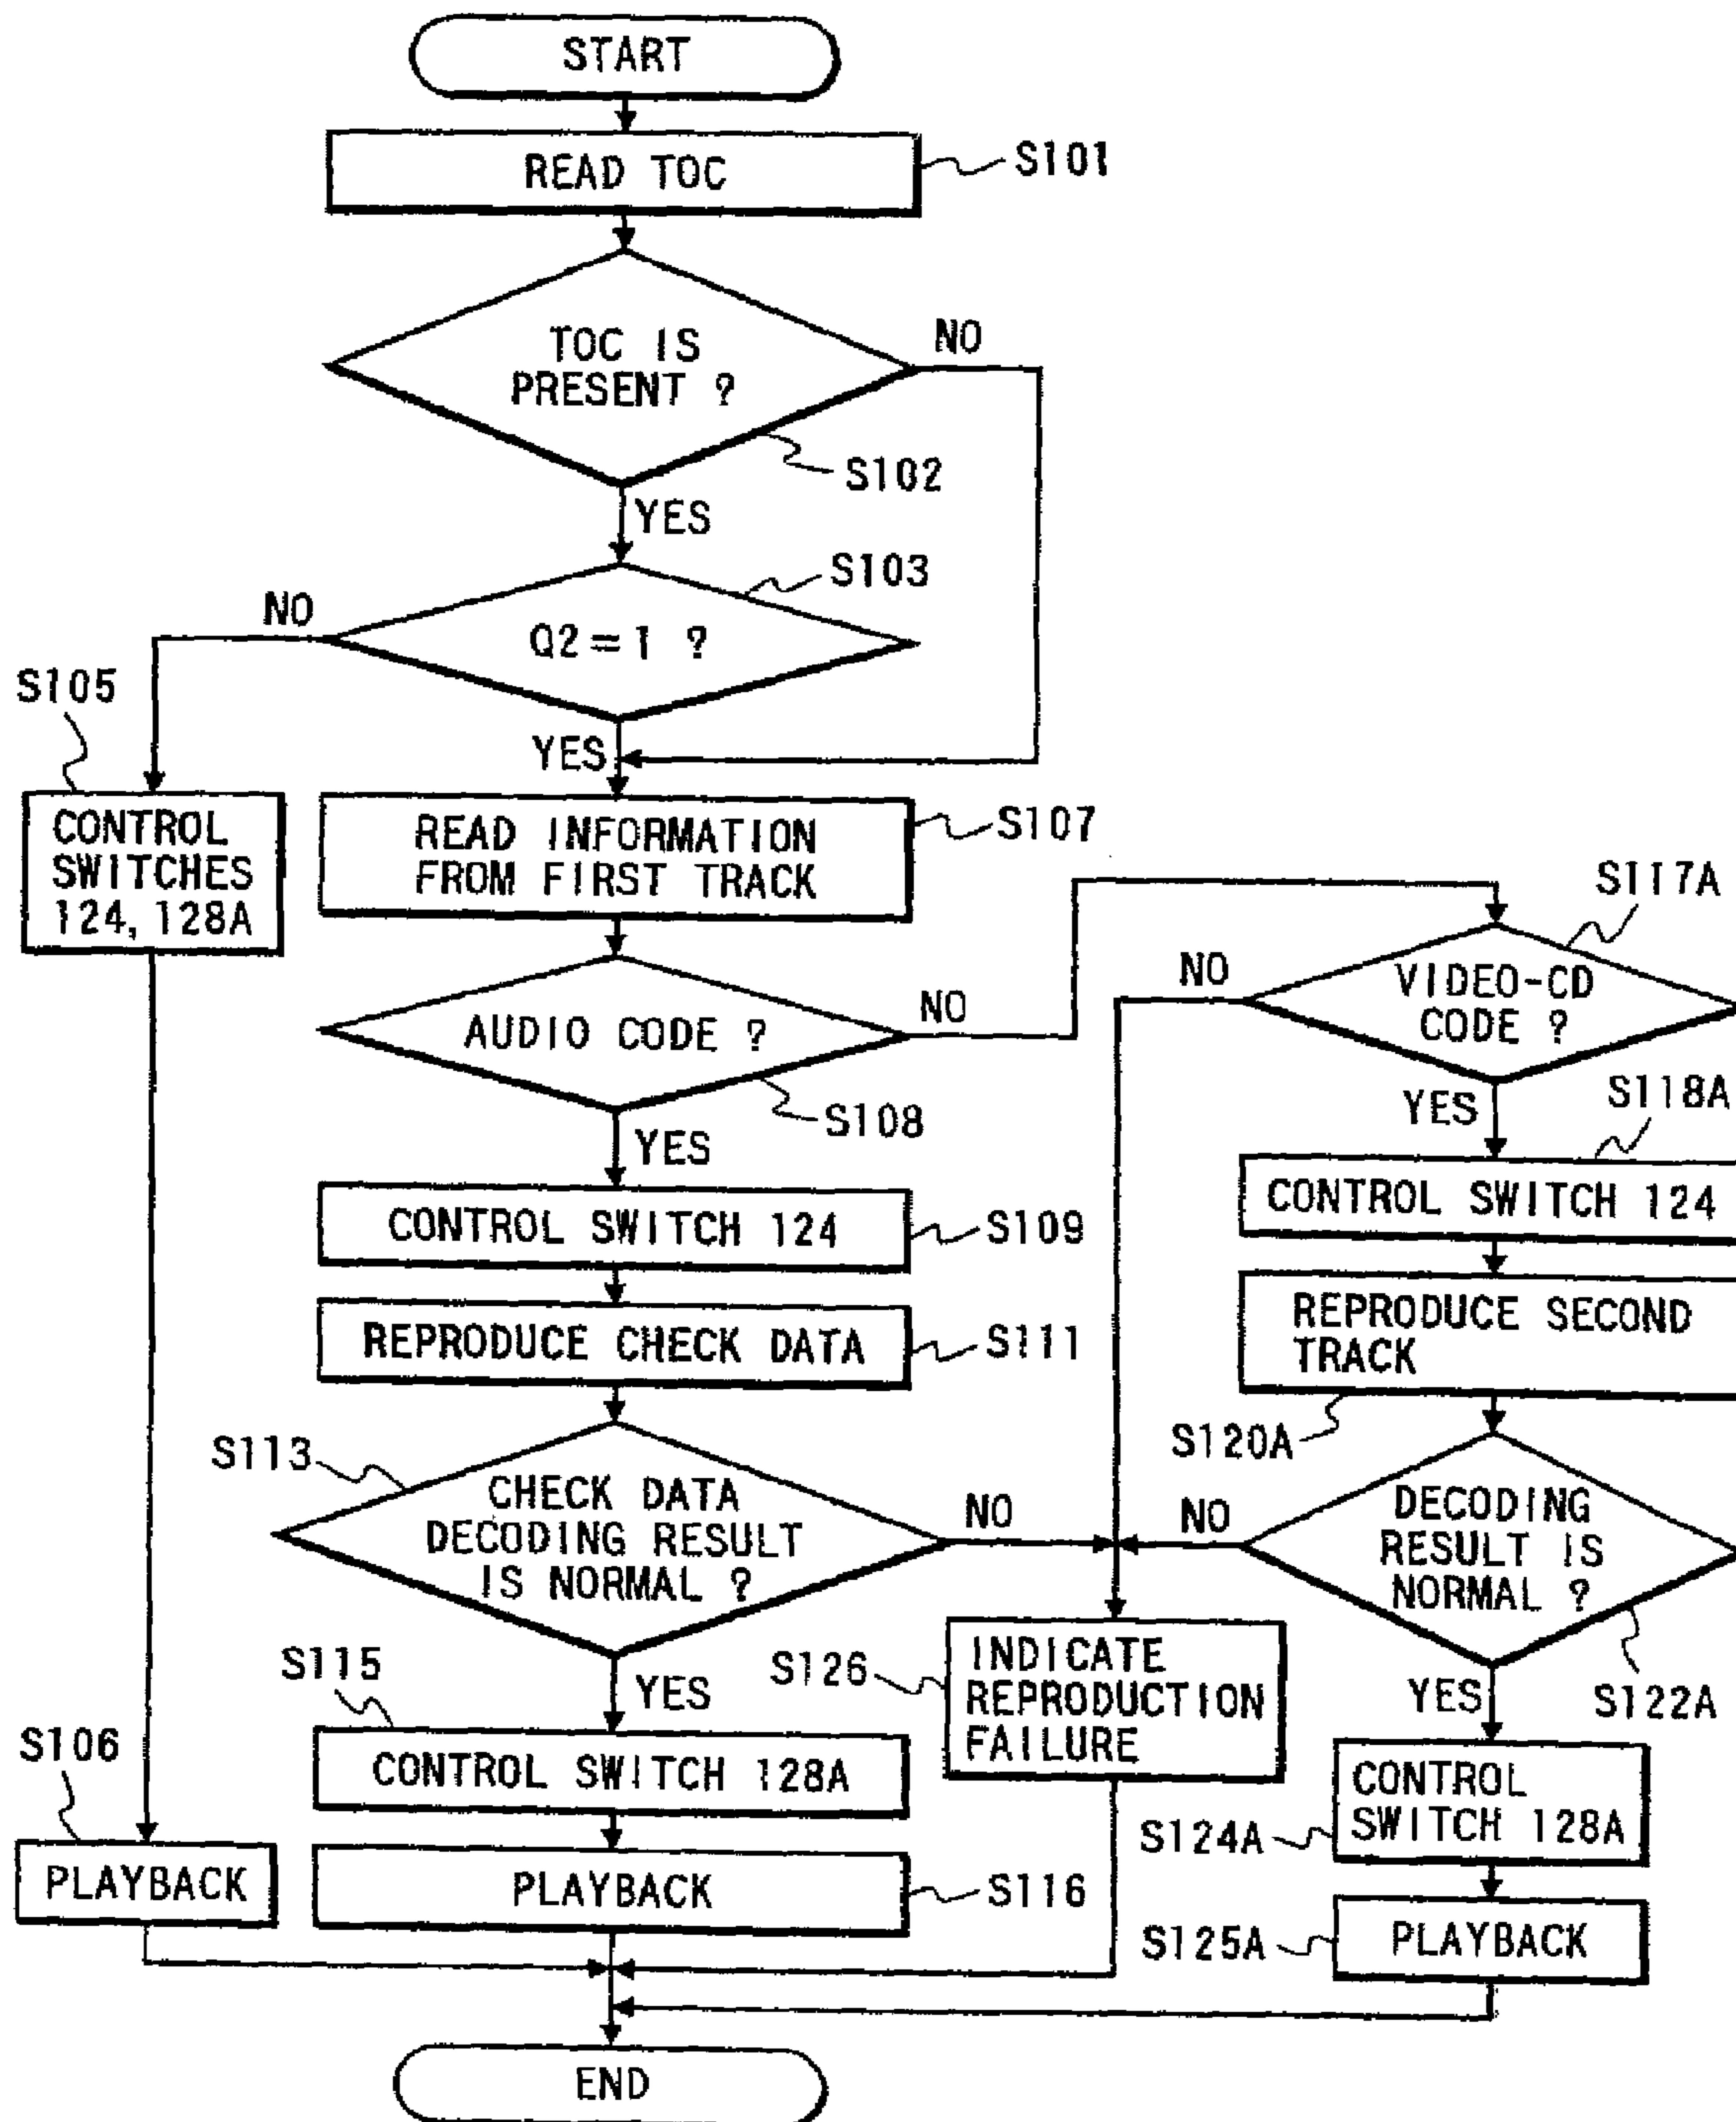 START
READ TOC
S101
TOC IS
PRESENT ?
NO
S102
YES
S103
NO
Q2=1 ?
S105
YES
CONTROL
SWITCHES
124, 128A
READ INFORMATION
FROM FIRST TRACK
S107
S117A
NO
VIDEO-CD
CODE ?
AUDIO CODE ?
NO
S108
YES
YES
S118A
CONTROL SWITCH 124
S109
CONTROL SWITCH 124
REPRODUCE CHECK DATA
S111
REPRODUCE SECOND
TRACK
S120A
S113
CHECK DATA
DECODING RESULT
IS NORMAL ?
NO
NO
DECODING
RESULT IS
NORMAL ?
S115
YES
S126
INDICATE
REPRODUCTION
FAILURE
YES
S122A
S106
CONTROL SWITCH 128A
CONTROL
SWITCH 128A
S124A
PLAYBACK
PLAYBACK
S116
S125A
PLAYBACK
END